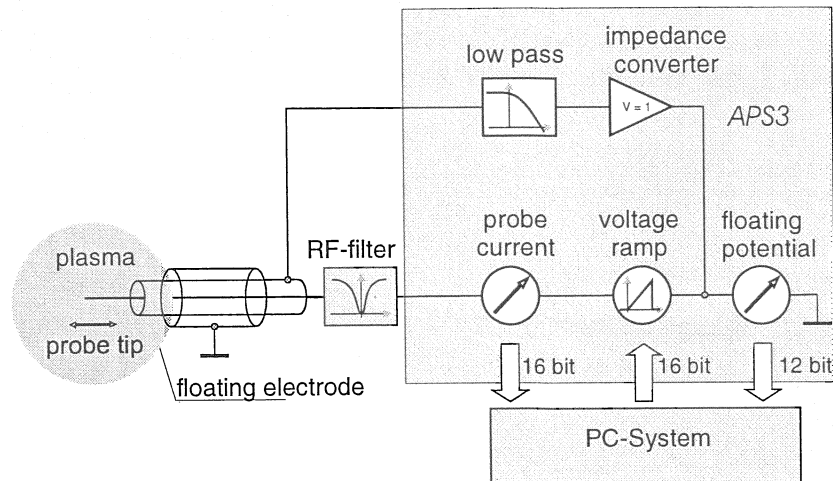 low pass
impedance
converter
V = 1
APS3
plasma
RF-filter
probe
current
voltage
ramp
floating
potential
probe tip
floating electrode
16 bit
16 bit
12 bit
PC-System